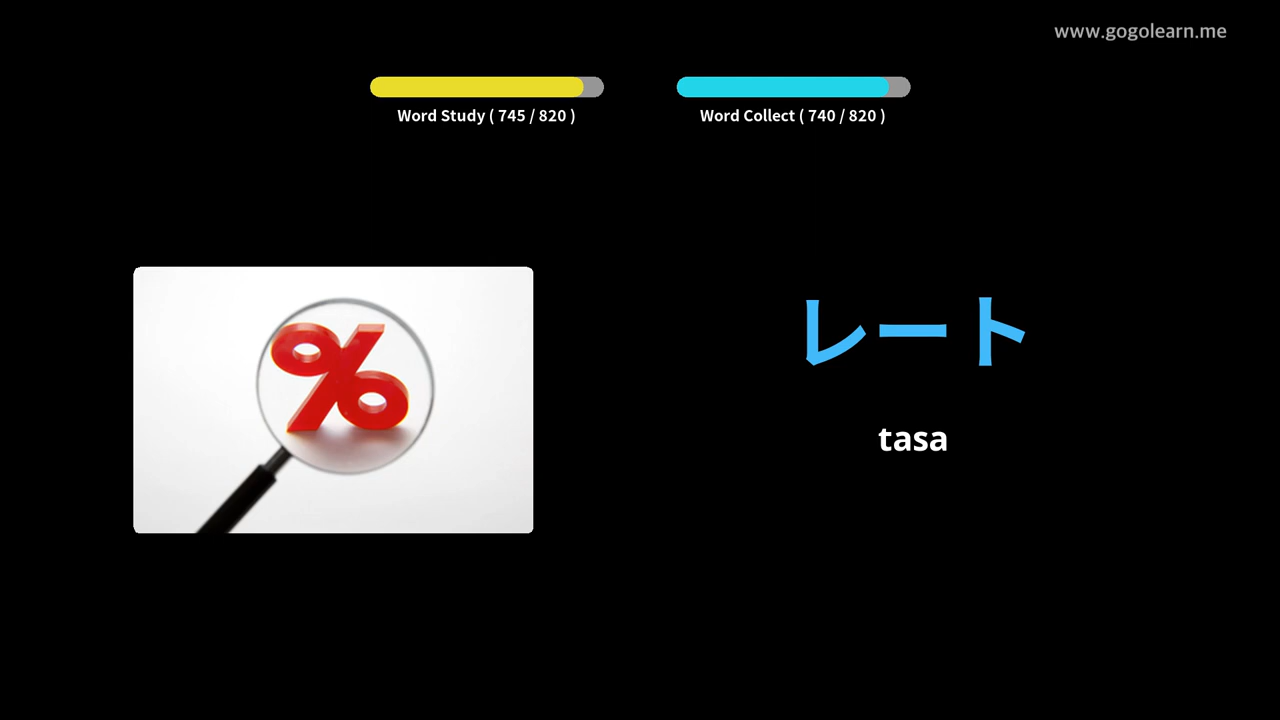 www.gogolearn.me
Word Study ( 745 / 820 )
Word Collect ( 740 / 820 )
%
レート
tasa